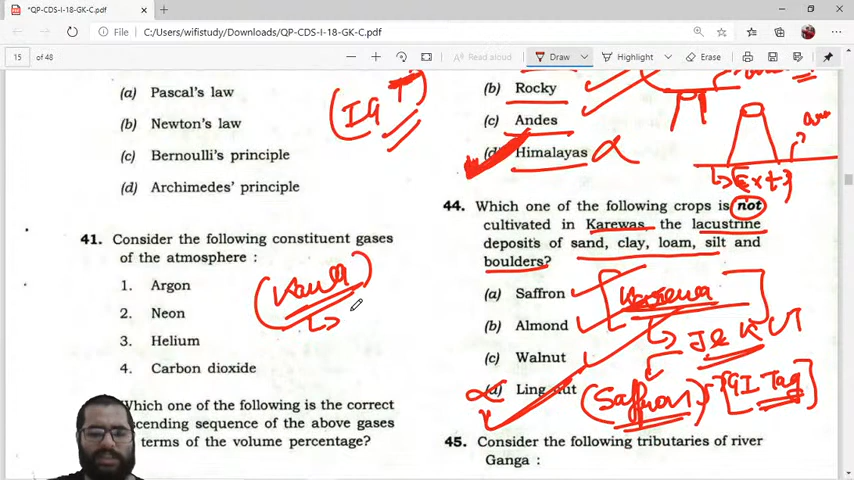 *QP-CDS-I-18-GK-C.pdf
File
C:/Users/wifistudy/Downloads/QP-CDS-I-18-GK-C.pdf
15 of 48
Read aloud
Draw
Highlight
Erase
(a) Pascal's law
(b) Newton's law
(c) Bernoulli's principle
(d) Archimedes' principle
41. Consider the following constituent gases
of the atmosphere :
1. Argon
2. Neon
3. Helium
4. Carbon dioxide
Which one of the following is the correct
scending sequence of the above gases
terms of the volume percentage?
(b) Rocky
(c) Andes
(d) Himalayas
44. Which one of the following crops is not
cultivated in Karewas, the lacustrine
deposits of sand, clay, loam, silt and
boulders?
(a) Saffron
Karewa
(b) Almond
J & K UT
(c) Walnut
(d) Ling nut
(Saffron) [GI Tag]
45. Consider the following tributaries of river
Ganga :